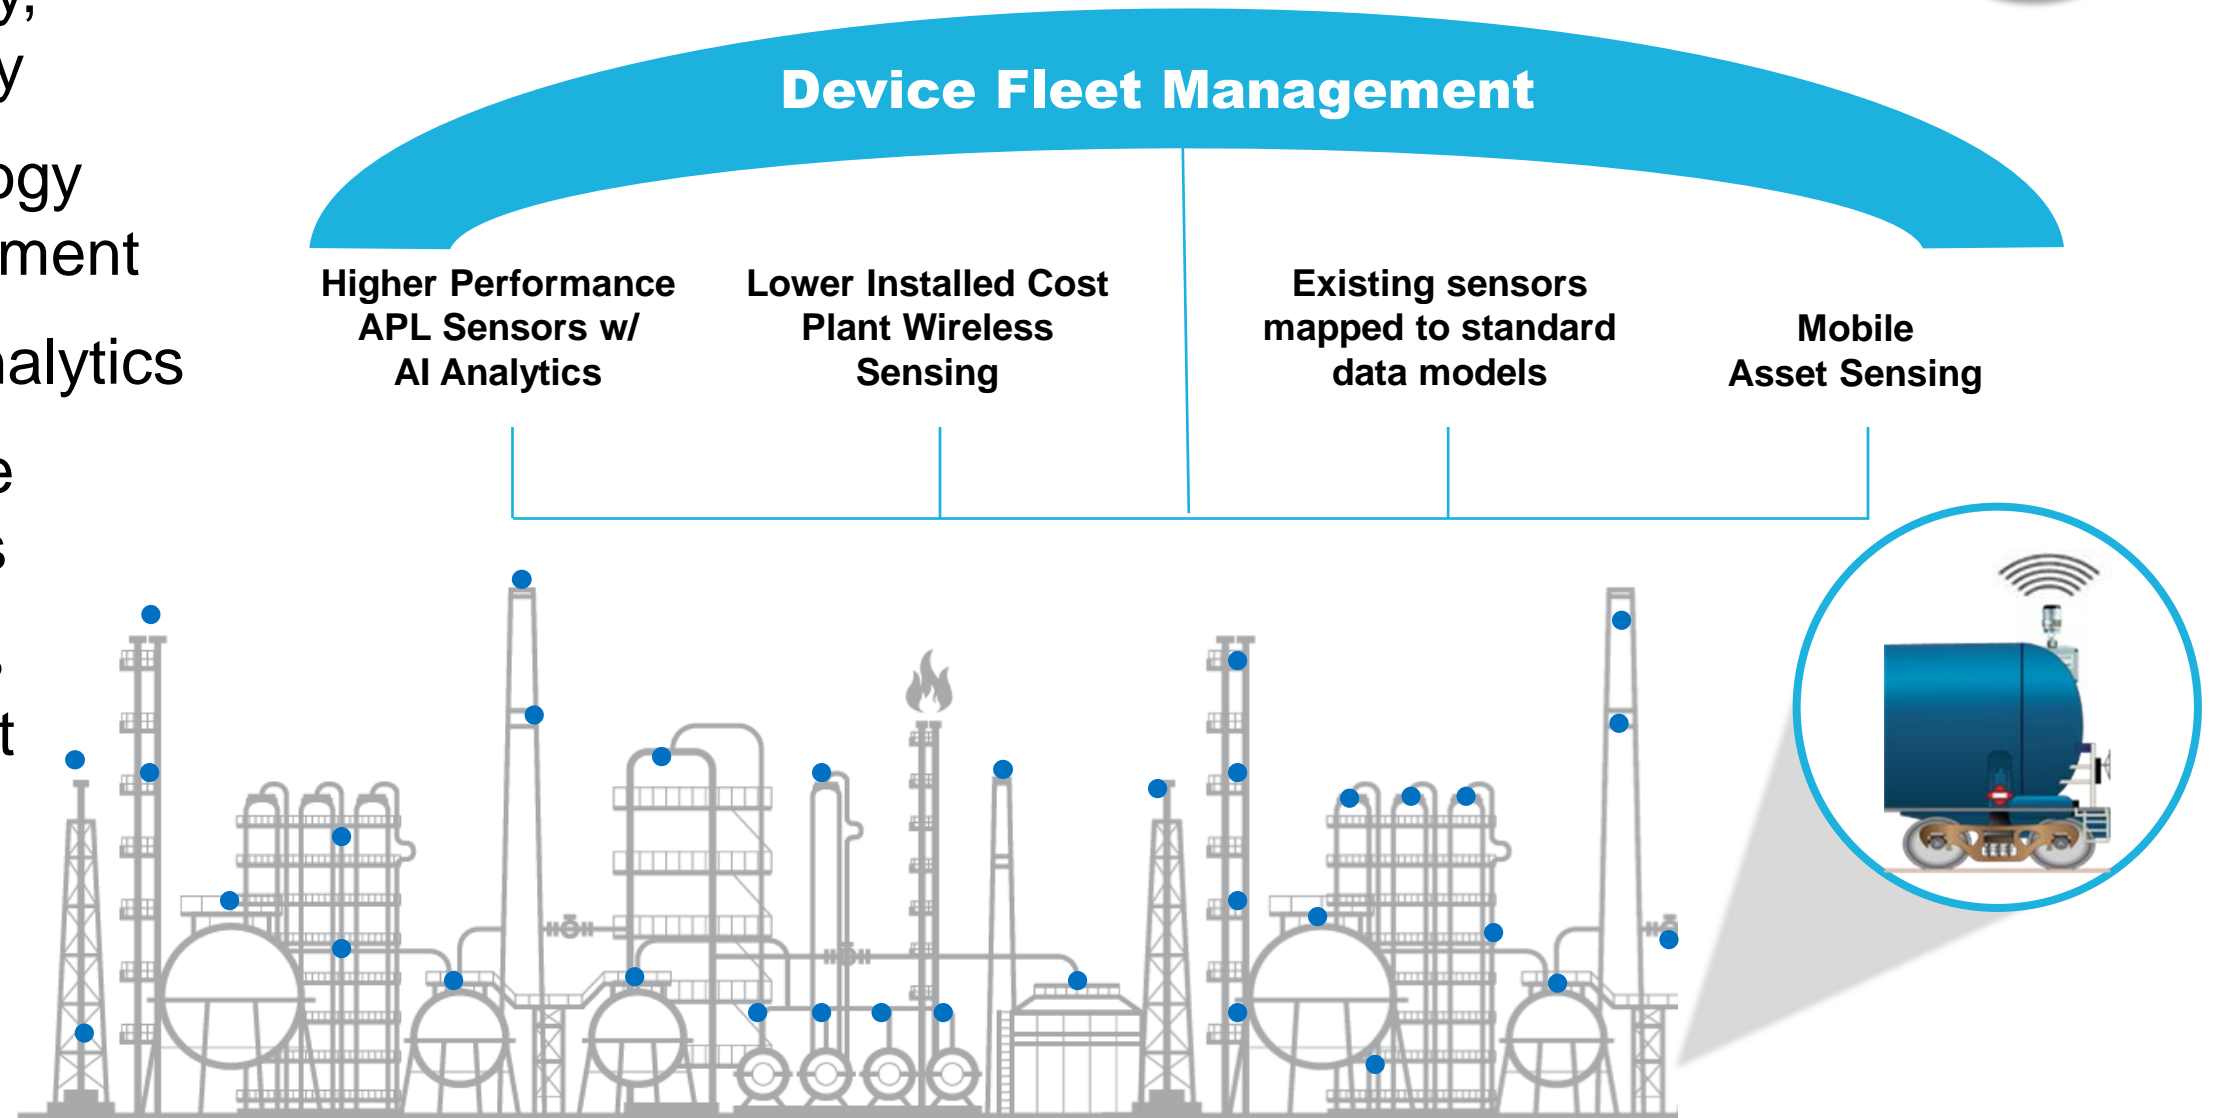 Device Fleet Management
Higher Performance
APL Sensors w/
AI Analytics
Lower Installed Cost
Plant Wireless
Sensing
Existing sensors
mapped to standard
data models
Mobile
Asset Sensing